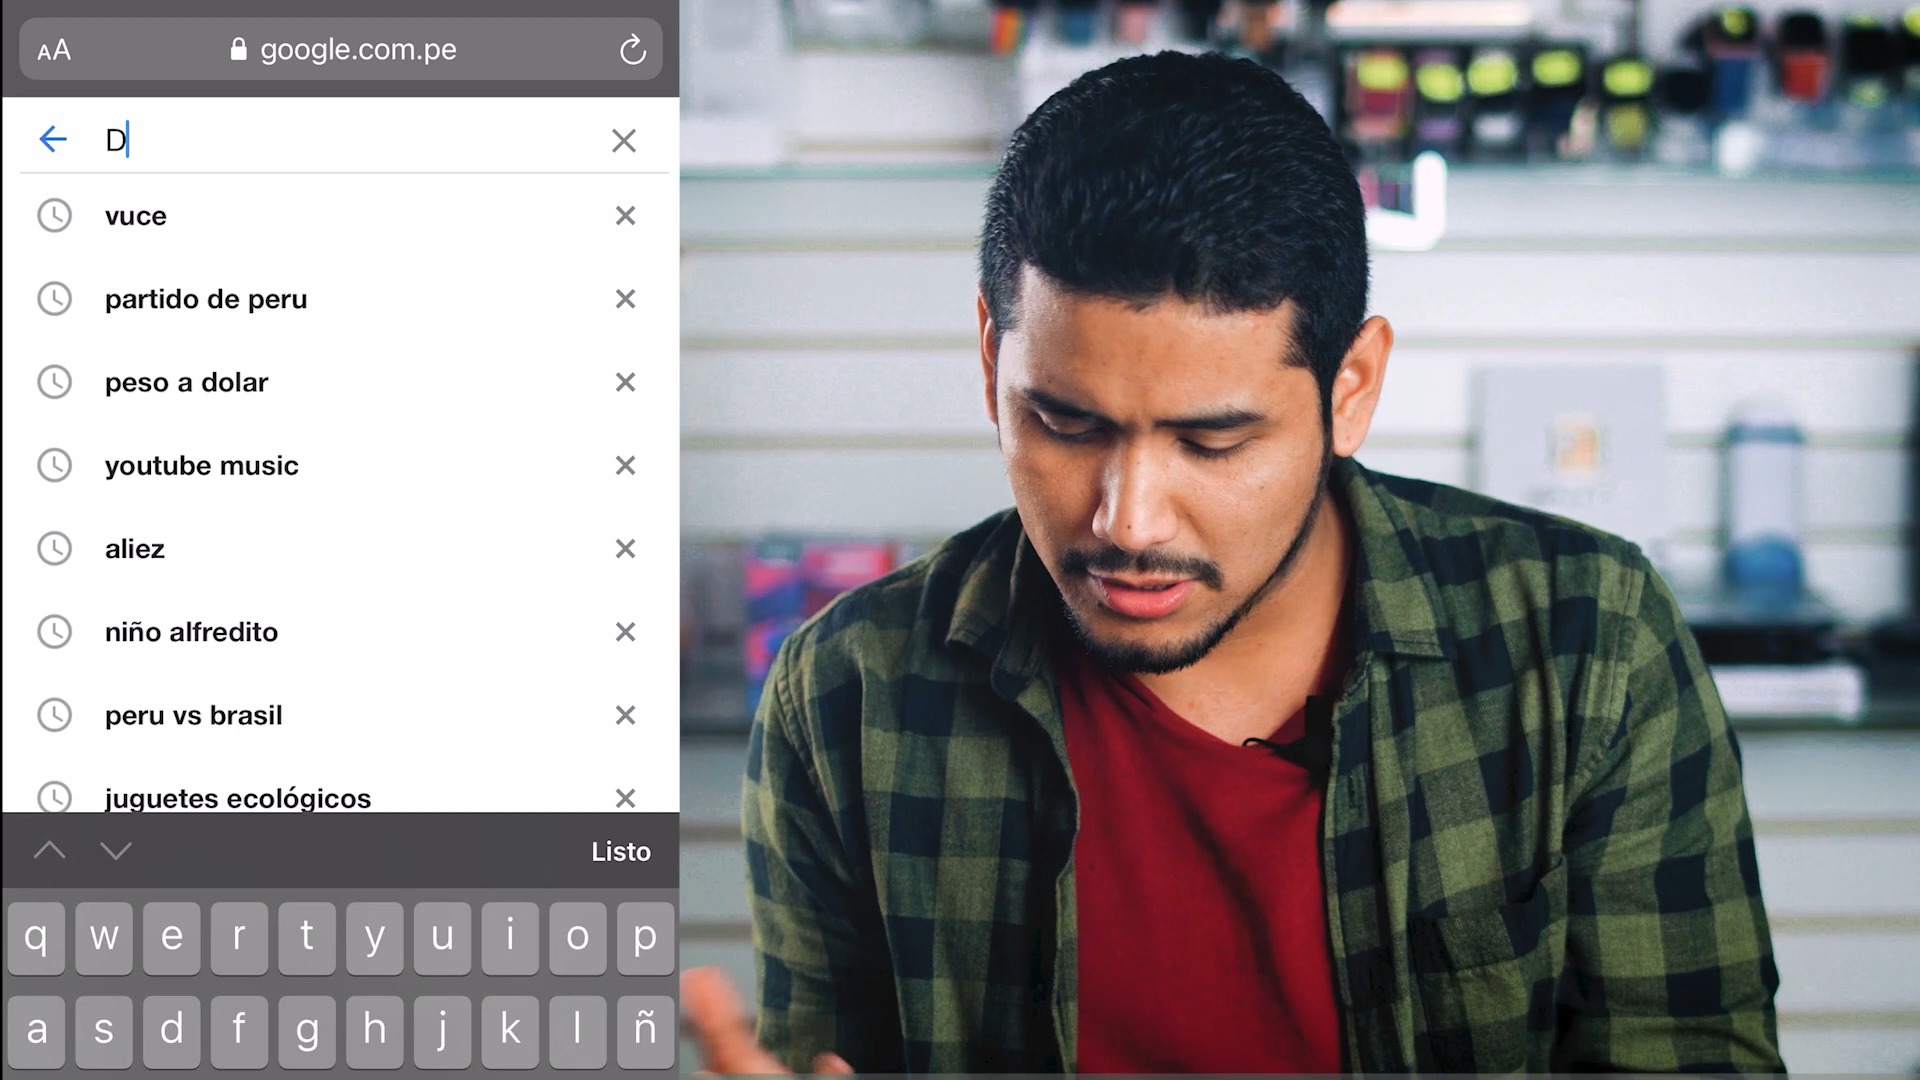 AA google.com.pe
D
vuce
partido de peru
peso a dolar
youtube music
aliez
niño alfredito
peru vs brasil
juguetes ecológicos
Listo
q w e r t y u i o p
a s d f g h j k l ñ